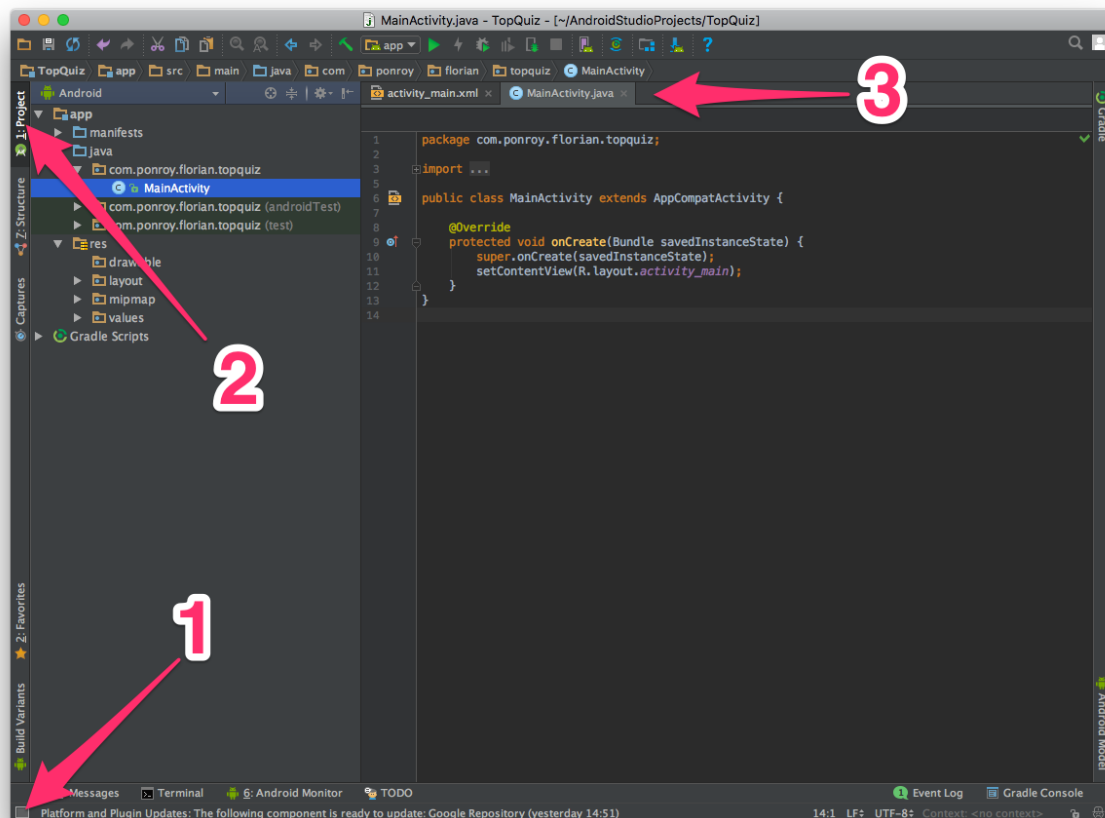 MainActivity.java - TopQuiz - [~/AndroidStudioProjects/TopQuiz]
app
TopQuiz app src main java com ponroy florian topquiz MainActivity
1: Project
Android
activity_main.xml
MainActivity.java
3
Gradle
app
manifests
java
com.ponroy.florian.topquiz
MainActivity
com.ponroy.florian.topquiz (androidTest)
com.ponroy.florian.topquiz (test)
res
drawable
layout
mipmap
values
Gradle Scripts
Z: Structure
Captures
2
1 package com.ponroy.florian.topquiz;
2
3 import ...
5
6 public class MainActivity extends AppCompatActivity {
7
8 @Override
9 protected void onCreate(Bundle savedInstanceState) {
10 super.onCreate(savedInstanceState);
11 setContentView(R.layout.activity_main);
12 }
13 }
14
2: Favorites
1
Build Variants
Android Model
Messages Terminal 6: Android Monitor TODO Event Log Gradle Console
Platform and Plugin Updates: The following component is ready to update: Google Repository (yesterday 14:51) 14:1 LF UTF-8 Context: <no context>